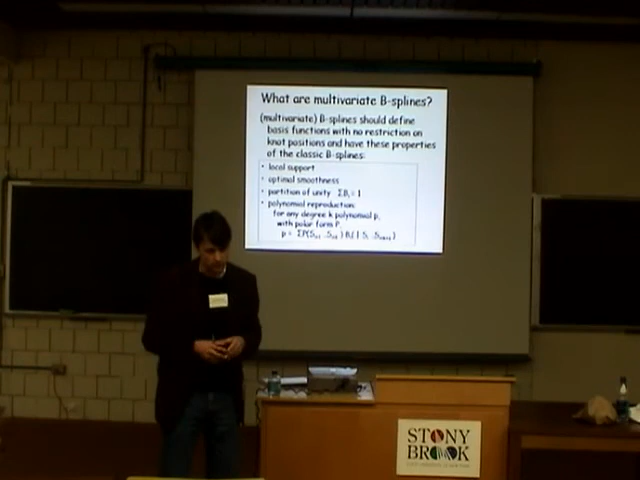 What are multivariate B-splines?
(multivariate) B-splines should define
basis functions with no restriction on
knot positions and have these properties
of the classic B-splines:
• local support
• optimal smoothness
• partition of unity
• polynomial reproduction:
for any degree k polynomial p,
with polar form P,
STONY
BROOK